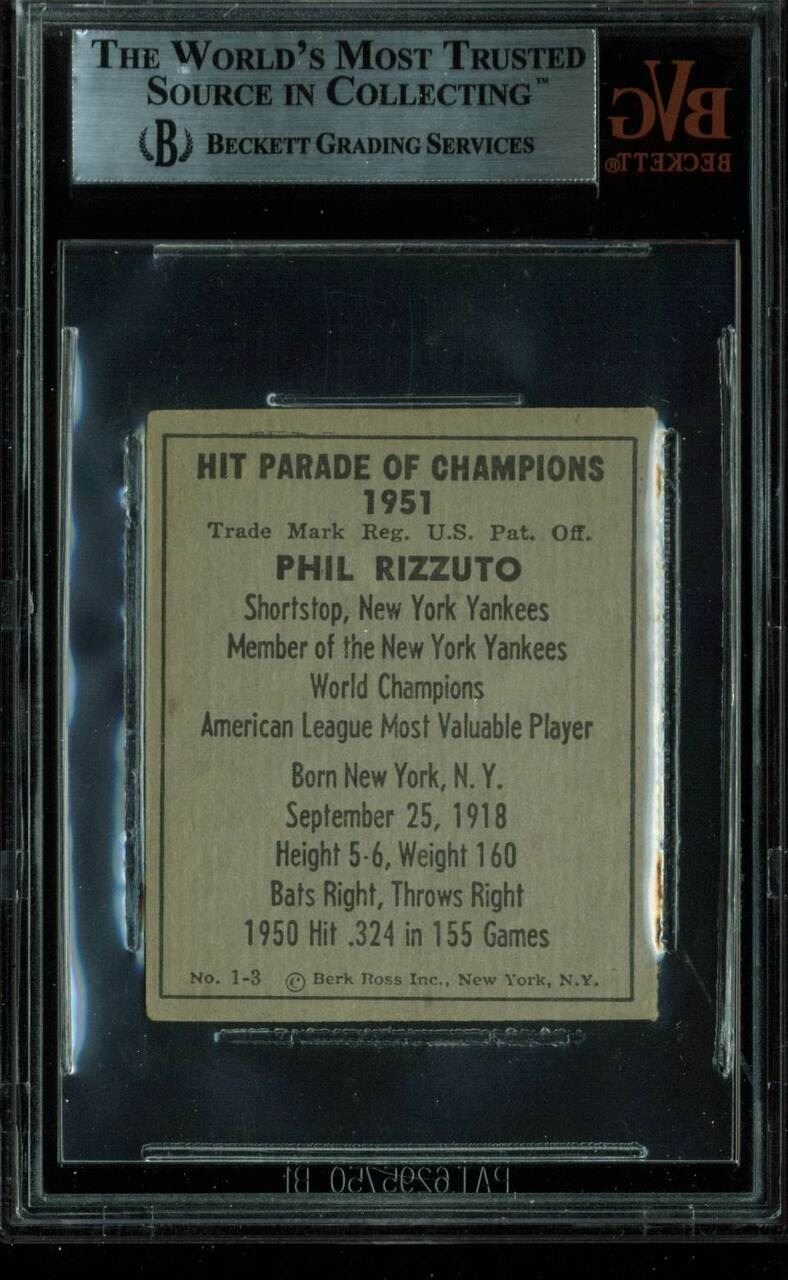 THE WORLD'S MOST TRUSTED
SOURCE IN COLLECTING™
B BECKETT GRADING SERVICES
BVG
BECKETT®
HIT PARADE OF CHAMPIONS
1951
Trade Mark Reg. U.S. Pat. Off.
PHIL RIZZUTO
Shortstop, New York Yankees
Member of the New York Yankees
World Champions
American League Most Valuable Player
Born New York, N. Y.
September 25, 1918
Height 5-6, Weight 160
Bats Right, Throws Right
1950 Hit .324 in 155 Games
No. 1-3 © Berk Ross Inc., New York, N.Y.